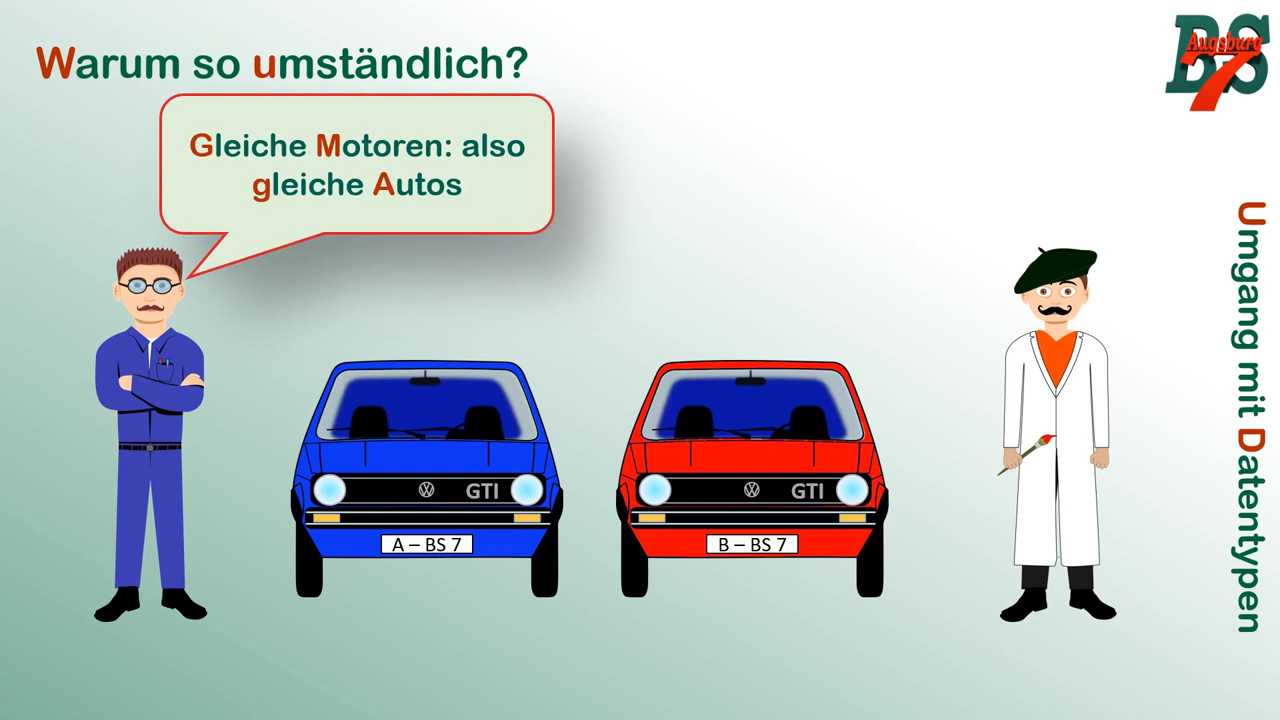 Warum so umständlich?
BS
Augsburg
7
Gleiche Motoren: also
gleiche Autos
GTI
A – BS 7
GTI
B – BS 7
Umgang mit Datentypen